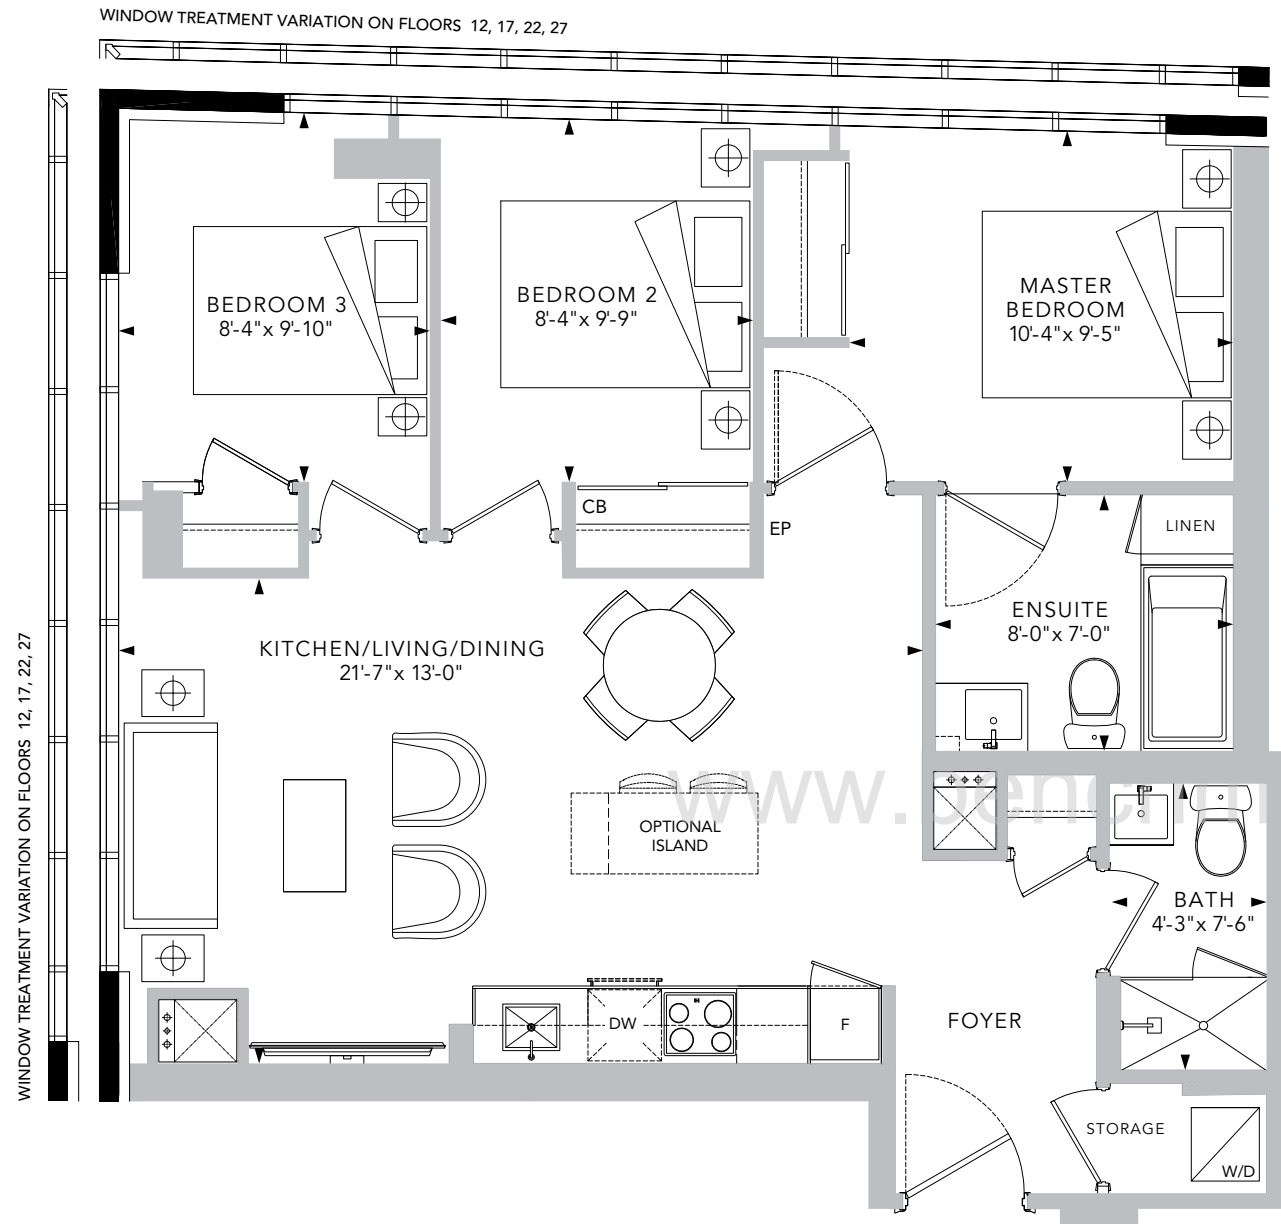 WINDOW TREATMENT VARIATION ON FLOORS 12, 17, 22, 27
BEDROOM 3
8'-4"x 9'-10"
BEDROOM 2
8'-4"x 9'-9"
MASTER
BEDROOM
10'-4"x 9'-5"
CB
EP
LINEN
ENSUITE
8'-0"x 7'-0"
KITCHEN/LIVING/DINING
21'-7"x 13'-0"
WINDOW TREATMENT VARIATION ON FLOORS 12, 17, 22, 27
OPTIONAL
ISLAND
BATH
4'-3"x 7'-6"
DW
F
FOYER
STORAGE
W/D